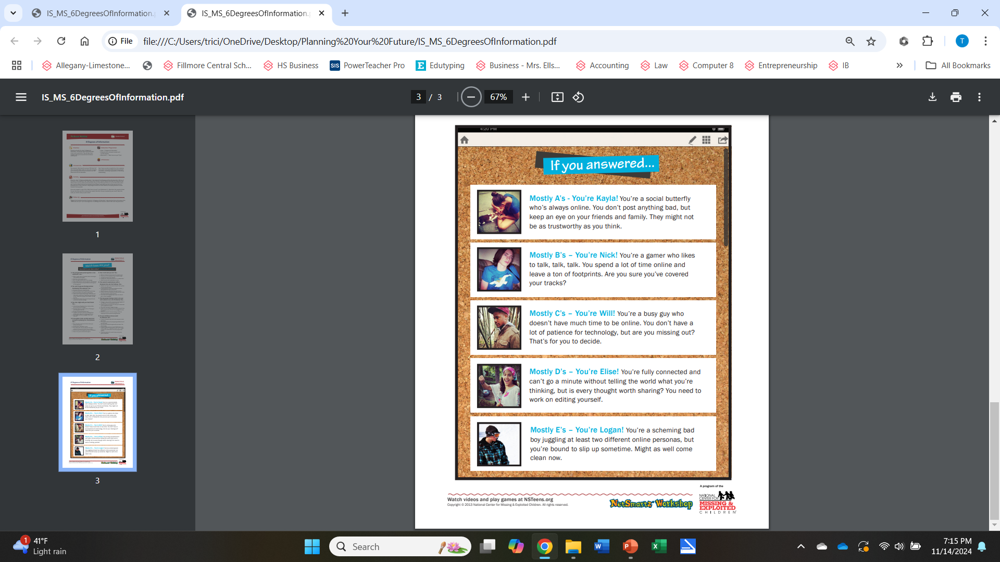 IS_MS_6DegreesOfInformation.
IS_MS_6DegreesOfInformation.
File
file:///C:/Users/trici/OneDrive/Desktop/Planning%20Your%20Future/IS_MS_6DegreesOfInformation.pdf
T
Allegany-Limestone...
Fillmore Central Sch...
HS Business
SIS PowerTeacher Pro
E Edutyping
Business - Mrs. Ells...
Accounting
Law
Computer 8
Entrepreneurship
IB
All Bookmarks
IS_MS_6DegreesOfInformation.pdf
3 / 3
67%
1
2
3
4:20 PM
If you answered...
Mostly A's - You're Kayla! You're a social butterfly
who's always online. You don't post anything bad, but
keep an eye on your friends and family. They might not
be as trustworthy as you think.
Mostly B's – You're Nick! You're a gamer who likes
to talk, talk, talk. You spend a lot of time online and
leave a ton of footprints. Are you sure you've covered
your tracks?
Mostly C's – You're Will! You're a busy guy who
doesn't have much time to be online. You don't have a
lot of patience for technology, but are you missing out?
That's for you to decide.
Mostly D's – You're Elise! You're fully connected and
can't go a minute without telling the world what you're
thinking, but is every thought worth sharing? You need to
work on editing yourself.
Mostly E's – You're Logan! You're a scheming bad
boy juggling at least two different online personas, but
you're bound to slip up sometime. Might as well come
clean now.
Watch videos and play games at NSTeens.org
Copyright © 2013 National Center for Missing & Exploited Children. All rights reserved.
NetSmartz Workshop
A program of the
NATIONAL
CENTER FOR
MISSING &
EXPLOITED
CHILDREN
1
41°F
Light rain
Search
7:15 PM
11/14/2024